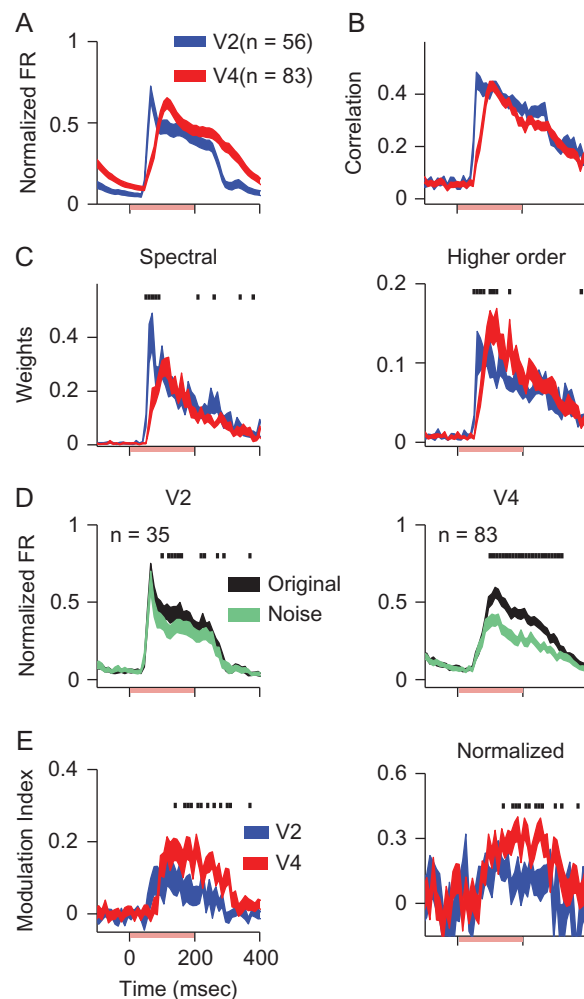 A
B
V2(n = 56)
V4(n = 83)
Normalized FR
1
0.5
0
Correlation
0.4
0.2
0
C
Spectral
Higher order
Weights
0.4
0.2
0
0.2
0.1
0
D
V2
V4
n = 35
n = 83
Normalized FR
1
0.5
0
Original
Noise
1
0.5
0
E
Normalized
Modulation Index
0.4
0.2
0
V2
V4
0.6
0.3
0
0
200
400
Time (msec)